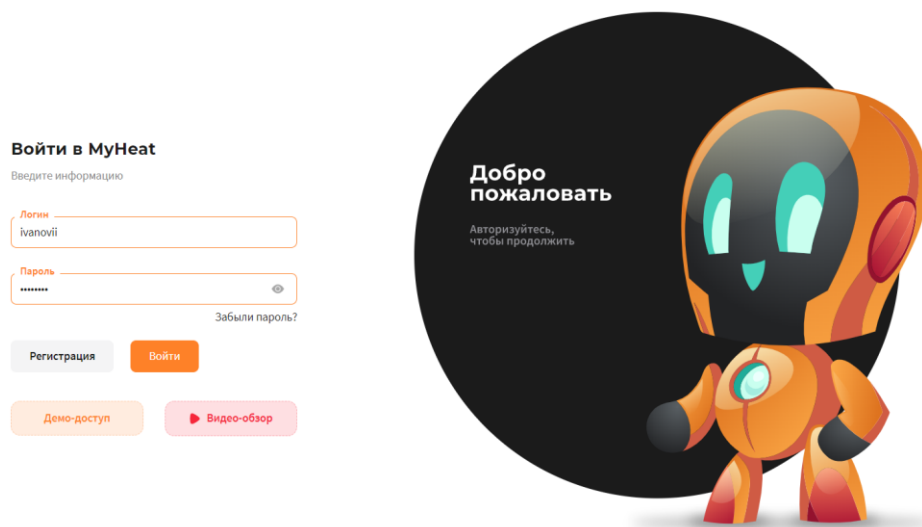 Войти в MyHeat
Введите информацию
Логин
ivanovii
Пароль
••••••••
Забыли пароль?
Регистрация
Войти
Демо-доступ
Видео-обзор
Добро
пожаловать
Авторизуйтесь,
чтобы продолжить